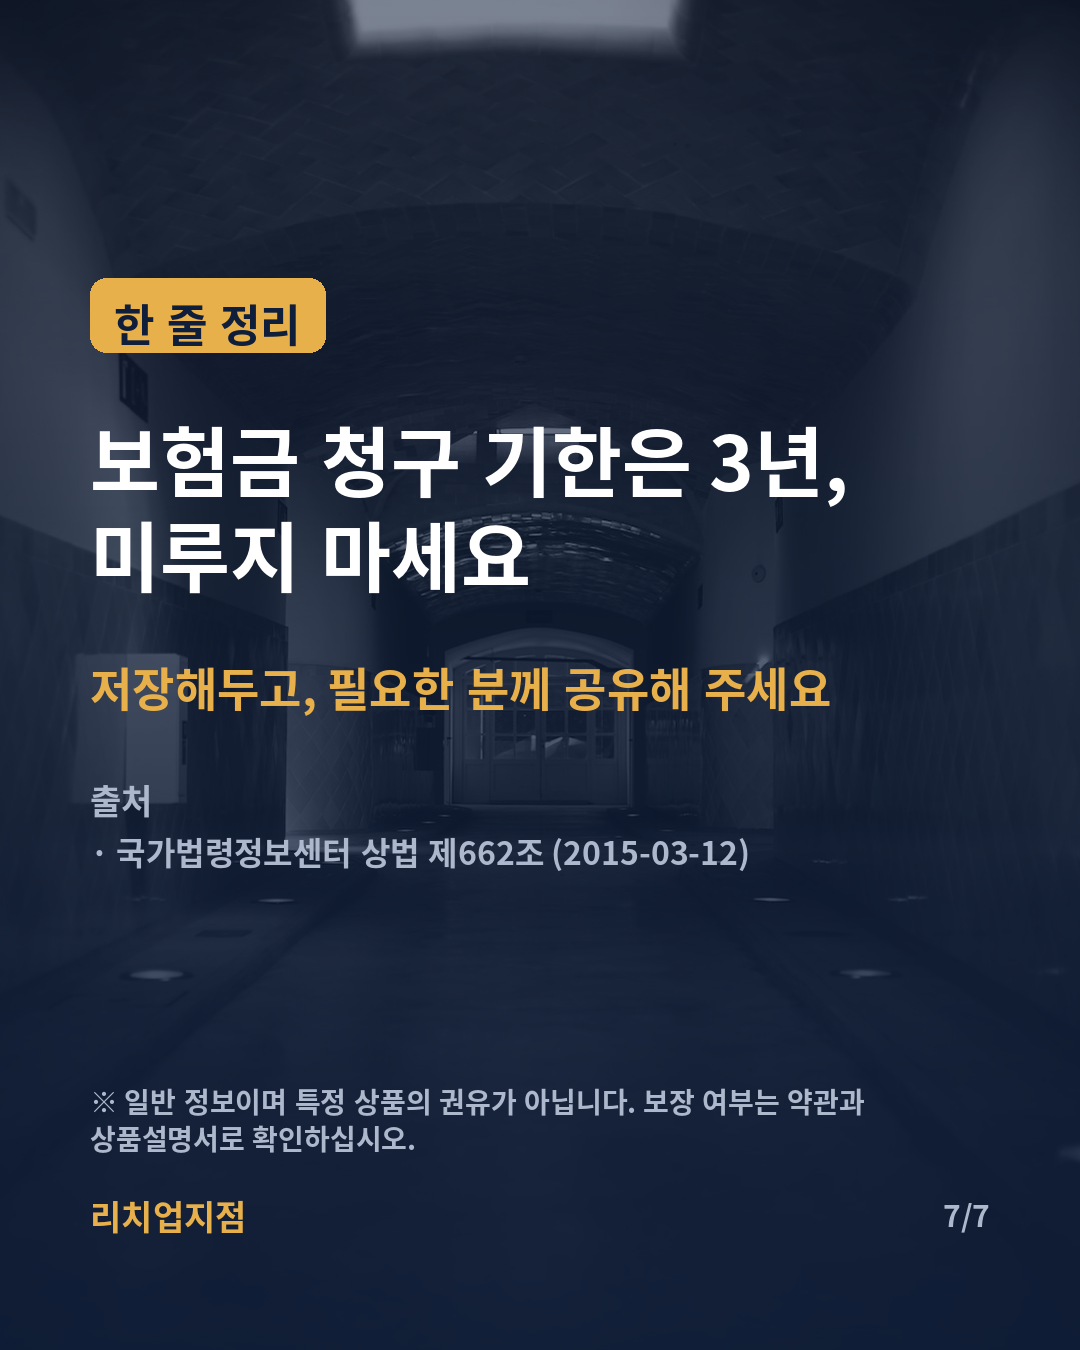 한 줄 정리
보험금 청구 기한은 3년,
미루지 마세요
저장해두고, 필요한 분께 공유해 주세요
출처
· 국가법령정보센터 상법 제662조 (2015-03-12)
※ 일반 정보이며 특정 상품의 권유가 아닙니다. 보장 여부는 약관과
상품설명서로 확인하십시오.
리치업지점
7/7